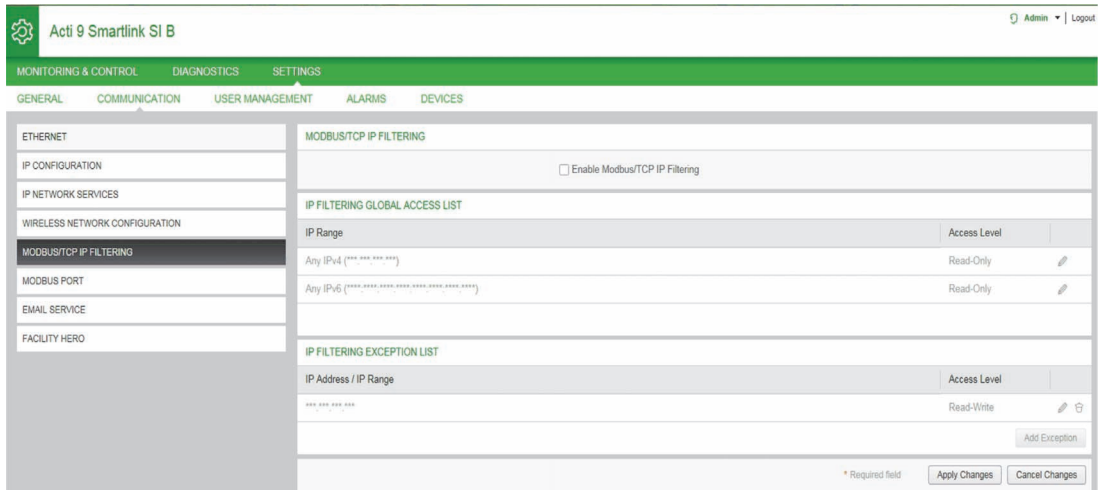 Acti 9 Smartlink SI B
Admin | Logout
MONITORING & CONTROL DIAGNOSTICS SETTINGS
GENERAL COMMUNICATION USER MANAGEMENT ALARMS DEVICES
ETHERNET
IP CONFIGURATION
IP NETWORK SERVICES
WIRELESS NETWORK CONFIGURATION
MODBUS/TCP IP FILTERING
MODBUS PORT
EMAIL SERVICE
FACILITY HERO
MODBUS/TCP IP FILTERING
Enable Modbus/TCP IP Filtering
IP FILTERING GLOBAL ACCESS LIST
IP Range Access Level
Any IPv4 (***.***.***.***) Read-Only
Any IPv6 (****:****:****:****:****:****:****:****) Read-Only
IP FILTERING EXCEPTION LIST
IP Address / IP Range Access Level
***.***.***.*** Read-Write
Add Exception
* Required field Apply Changes Cancel Changes